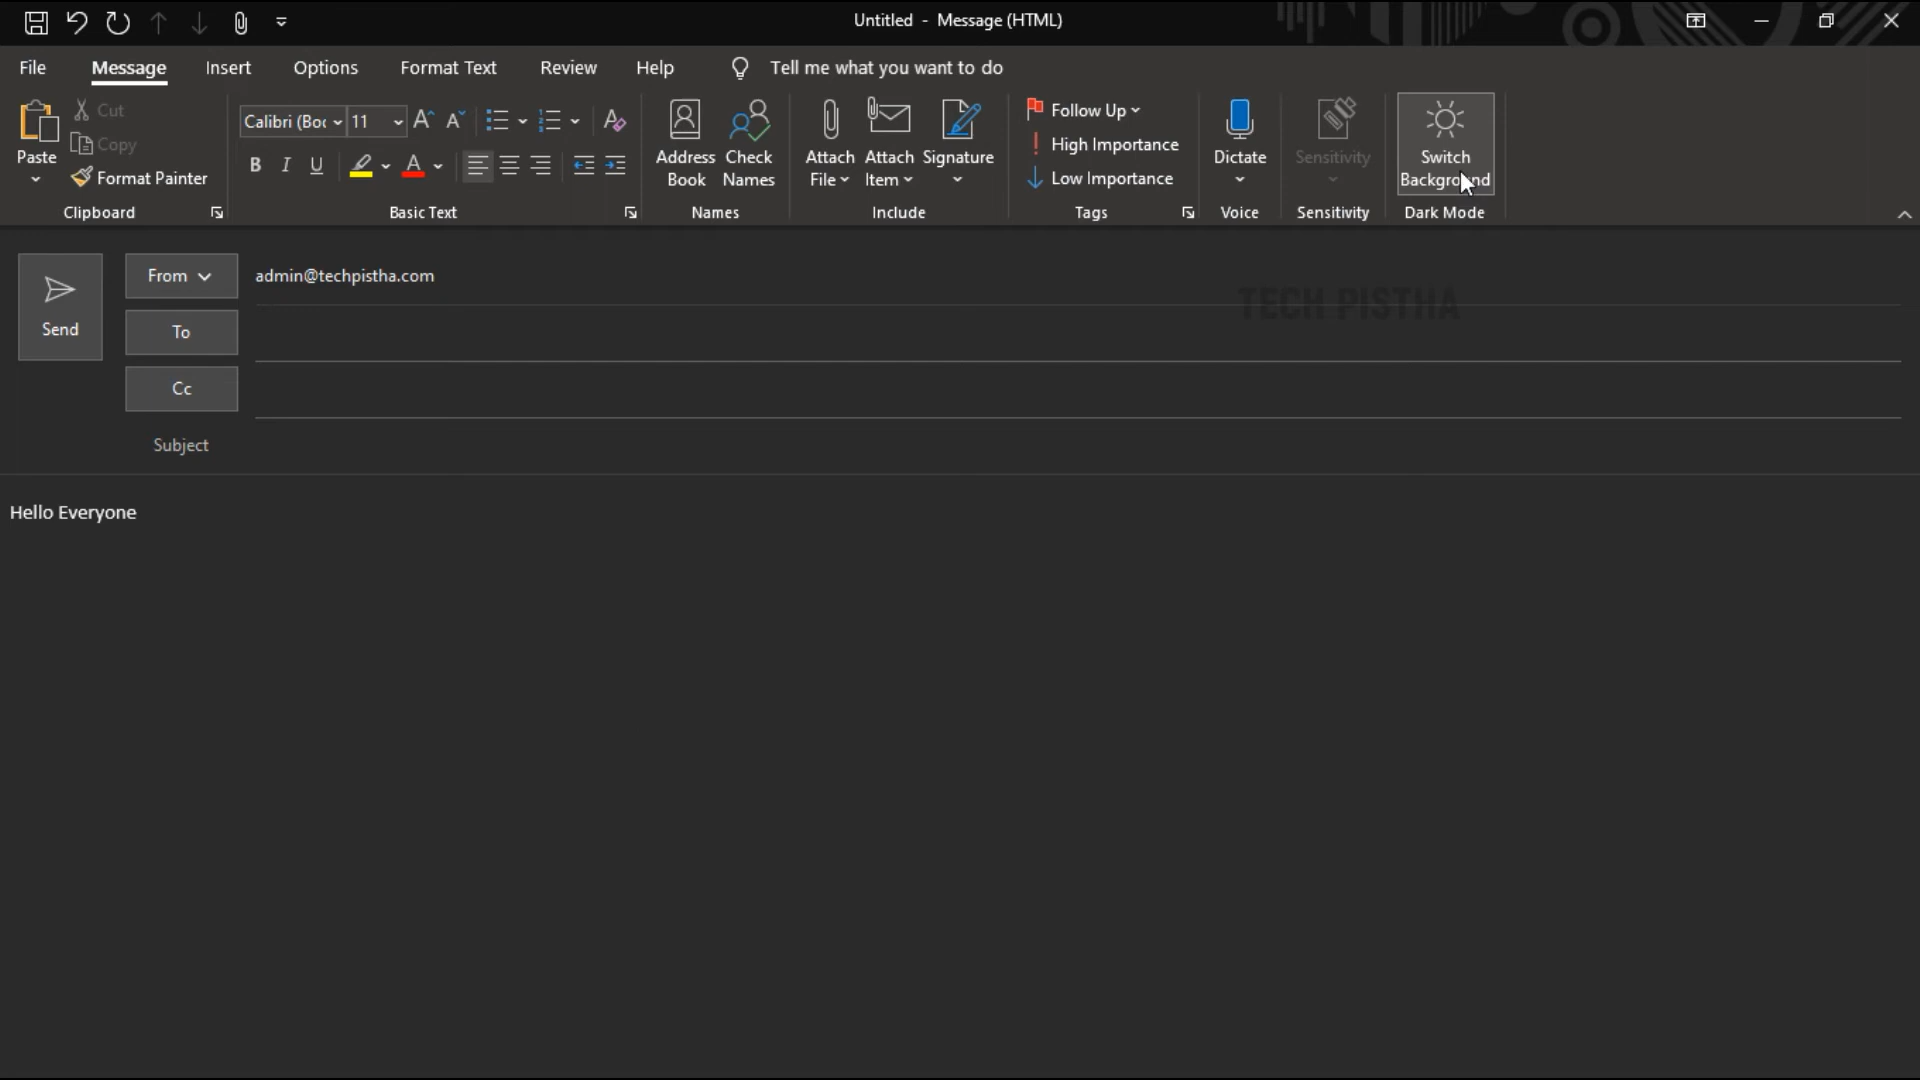 Untitled - Message (HTML)
File Message Insert Options Format Text Review Help Tell me what you want to do
Paste
Cut
Copy
Format Painter
Clipboard
Calibri (Boc 11
B I U A
Basic Text
Address Book
Check Names
Names
Attach File
Attach Item
Signature
Include
Follow Up
High Importance
Low Importance
Tags
Dictate
Voice
Sensitivity
Sensitivity
Switch Background
Dark Mode
Send
From admin@techpistha.com
To
Cc
Subject
TECH PISTHA
Hello Everyone